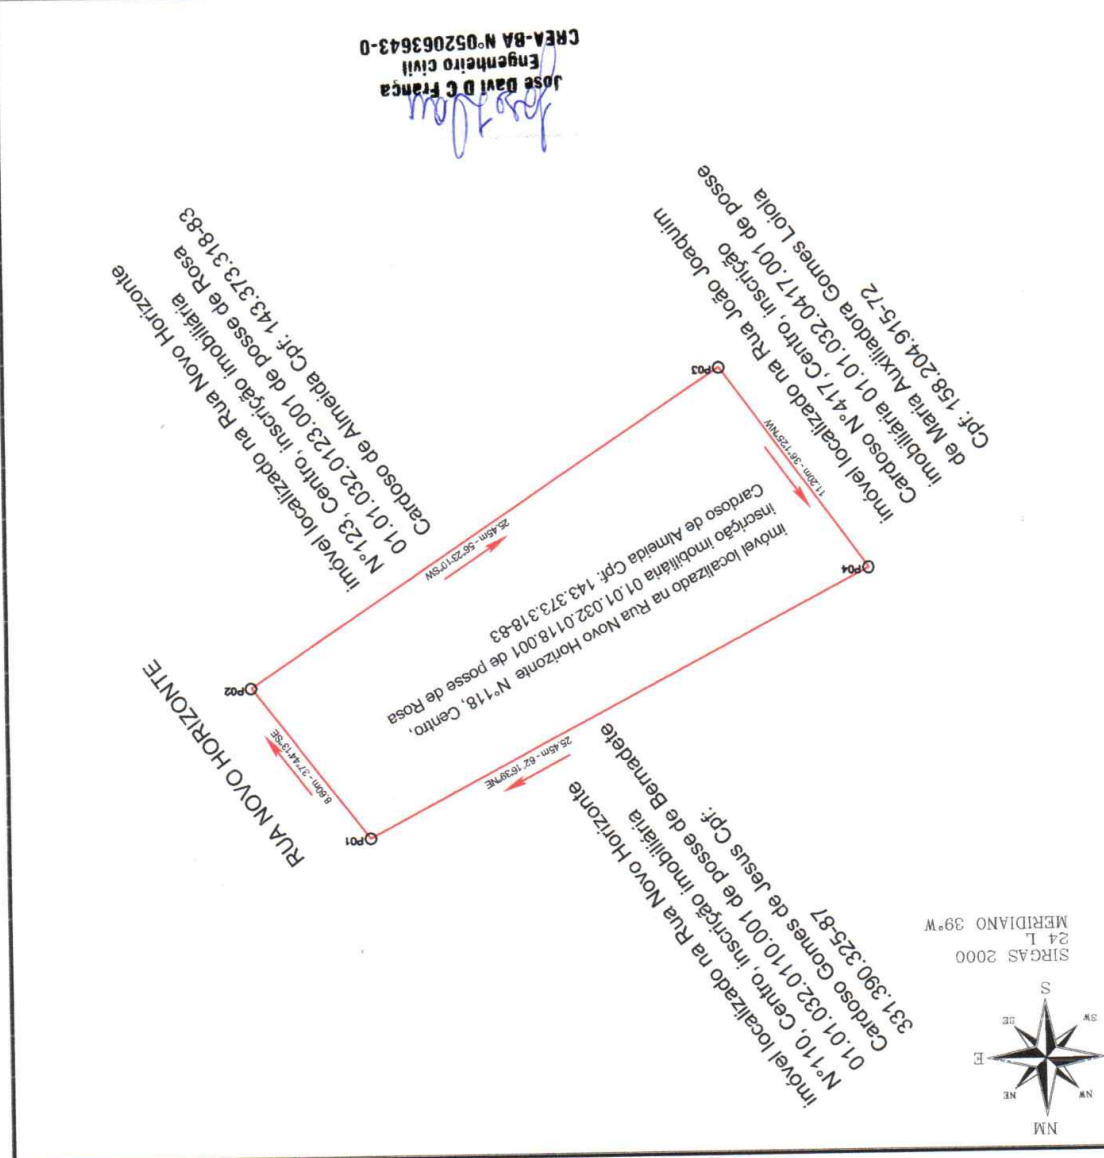 NM
NW
NE
E
SW
SE
S
SIRGAS 2000
24 L
MERIDIANO 39°W
imóvel localizado na Rua Novo Horizonte
N°110, Centro, inscrição imobiliária
01.01.032.0110.001 de posse de Bernadete
Cardoso Gomes de Jesus Cpf.
331.390.325-87
P01
8.60m - 37°44'13"SE
RUA NOVO HORIZONTE
P02
25.45m - 62°16'39"NE
imóvel localizado na Rua Novo Horizonte N°118, Centro,
inscrição imobiliária 01.01.032.0118.001 de posse de Rosa
Cardoso de Almeida Cpf. 143.373.318-83
P04
11.20m - 36°1'25"NW
P03
25.45m - 56°23'10"SW
imóvel localizado na Rua João Joaquim
Cardoso N°417,Centro, inscrição
imobiliária 01.01.032.0417.001 de posse
de Maria Auxiliadora Gomes Loiola
Cpf. 158.204.915-72
imóvel localizado na Rua Novo Horizonte
N°123, Centro, inscrição imobiliária
01.01.032.0123.001 de posse de Rosa
Cardoso de Almeida Cpf. 143.373.318-83
Jose Davi D C França
Engenheiro civil
CREA-BA N°052063643-0